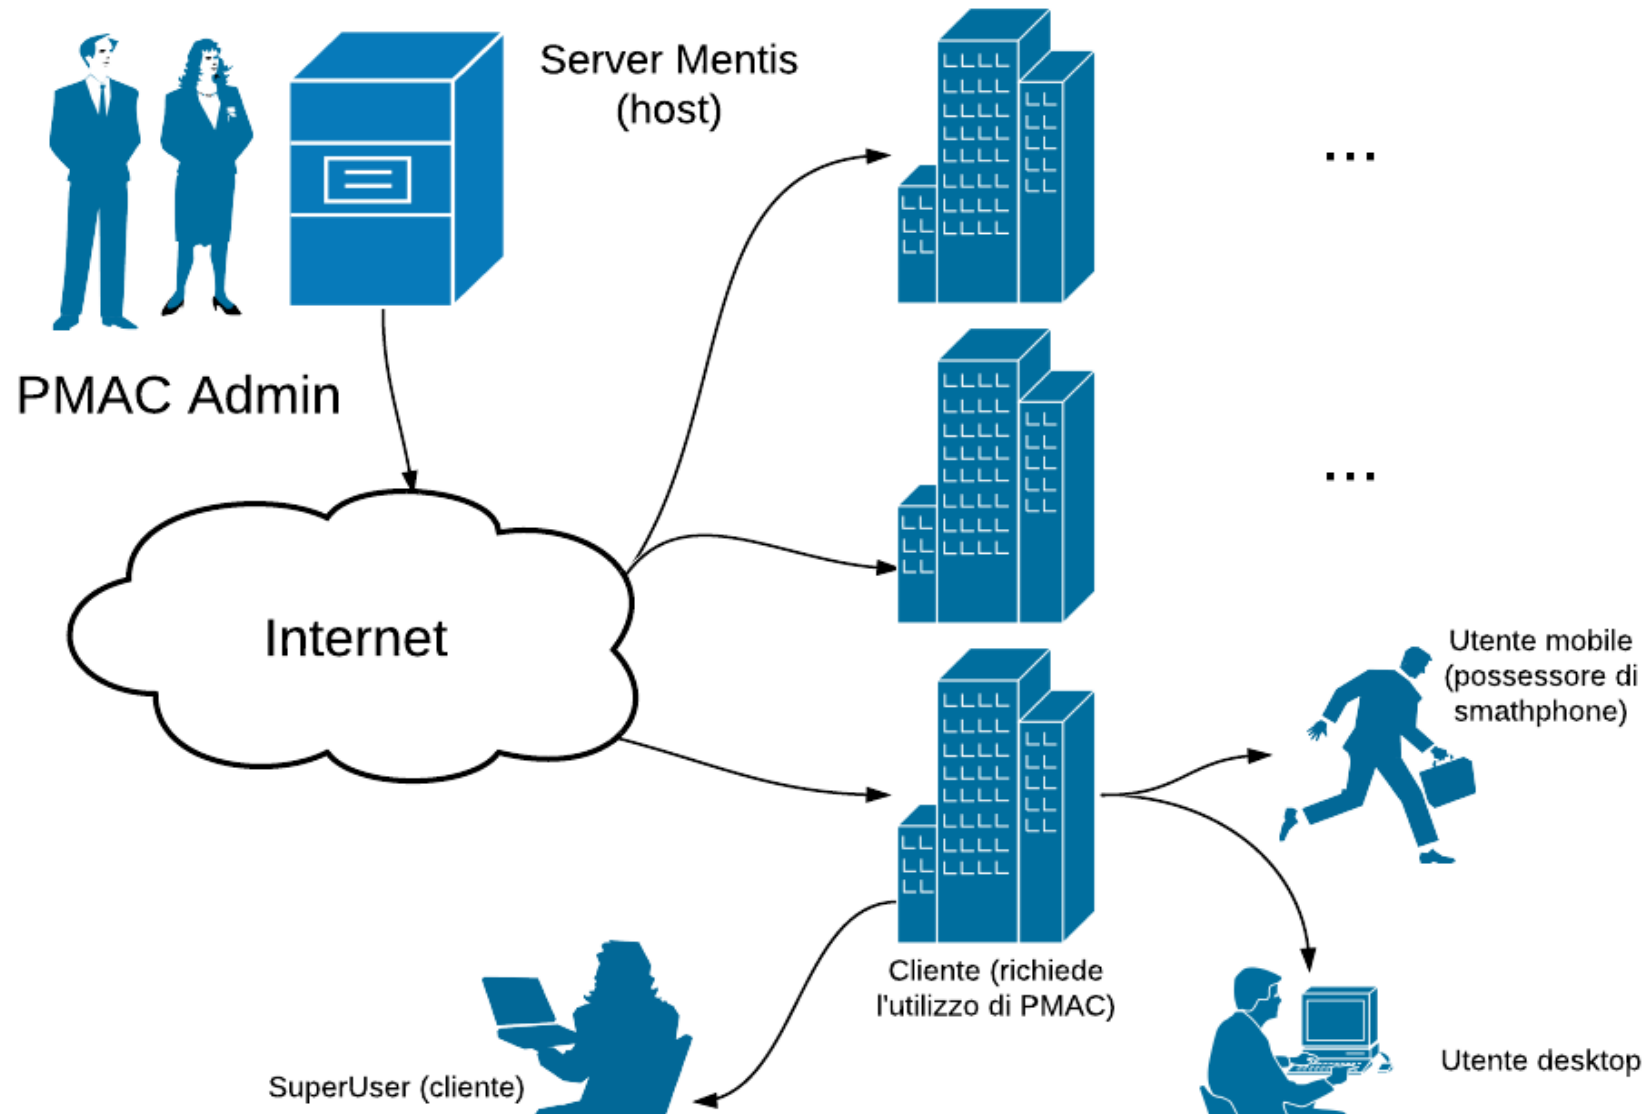 Server Mentis
(host)
...
PMAC Admin
...
Internet
Utente mobile
(possessore di
smathphone)
Cliente (richiede
l'utilizzo di PMAC)
Utente desktop
SuperUser (cliente)